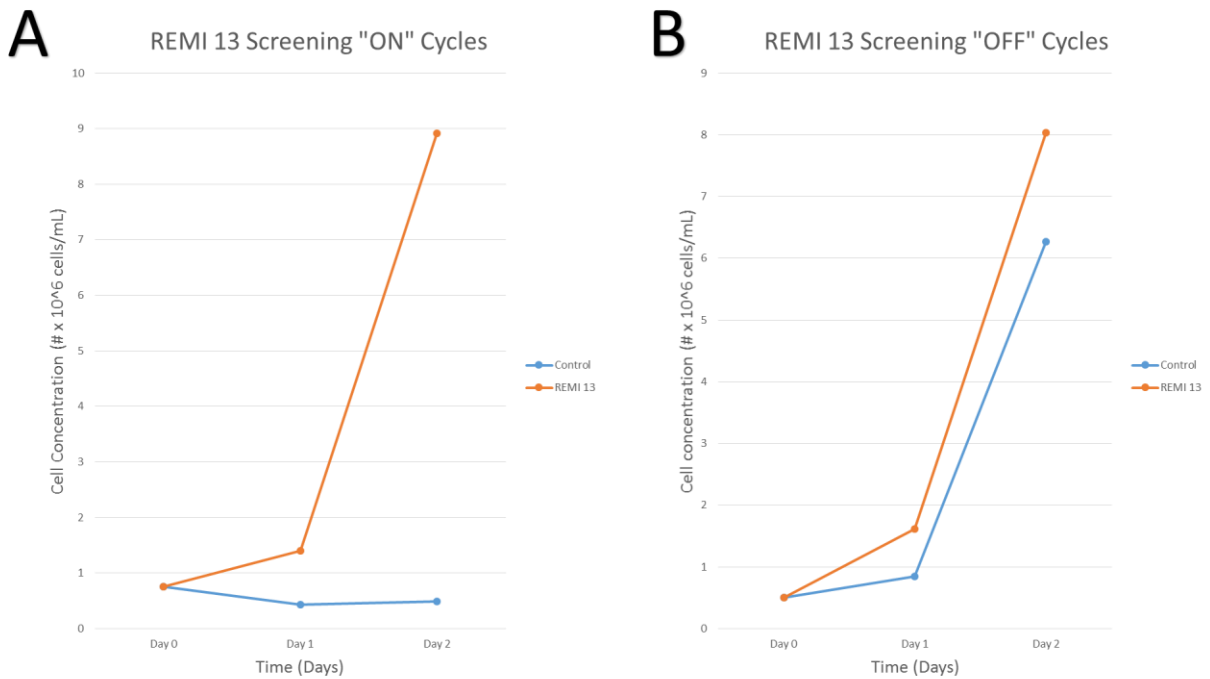 A
REMI 13 Screening "ON" Cycles
10
9
8
7
6
5
4
3
2
1
0
Cell Concentration (# x 10^6 cells/mL)
Day 0
Day 1
Day 2
Time (Days)
Control
REMI 13
B
REMI 13 Screening "OFF" Cycles
9
8
7
6
5
4
3
2
1
0
Cell concentration (# x 10^6 cells/mL)
Day 0
Day 1
Day 2
Time (Days)
Control
REMI 13